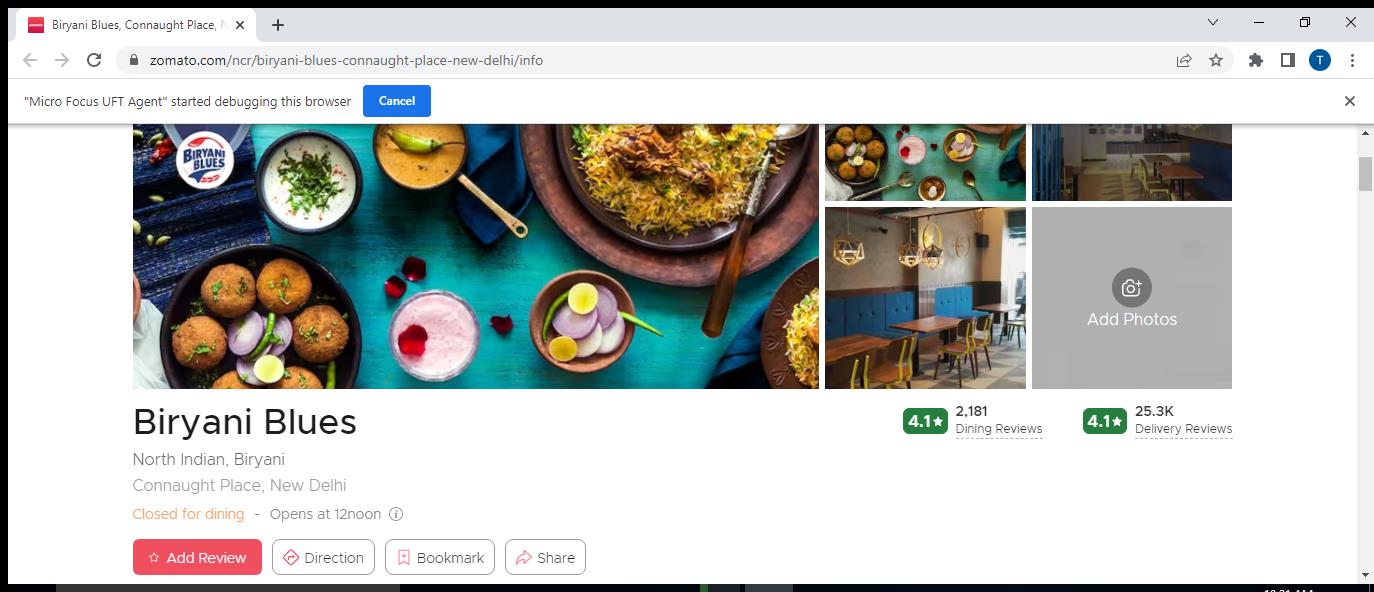 Biryani Blues, Connaught Place, N
zomato.com/ncr/biryani-blues-connaught-place-new-delhi/info
T
"Micro Focus UFT Agent" started debugging this browser
Cancel
BIRYANI
BLUES
Add Photos
Biryani Blues
4.1
2,181
Dining Reviews
4.1
25.3K
Delivery Reviews
North Indian, Biryani
Connaught Place, New Delhi
Closed for dining - Opens at 12noon
Add Review
Direction
Bookmark
Share